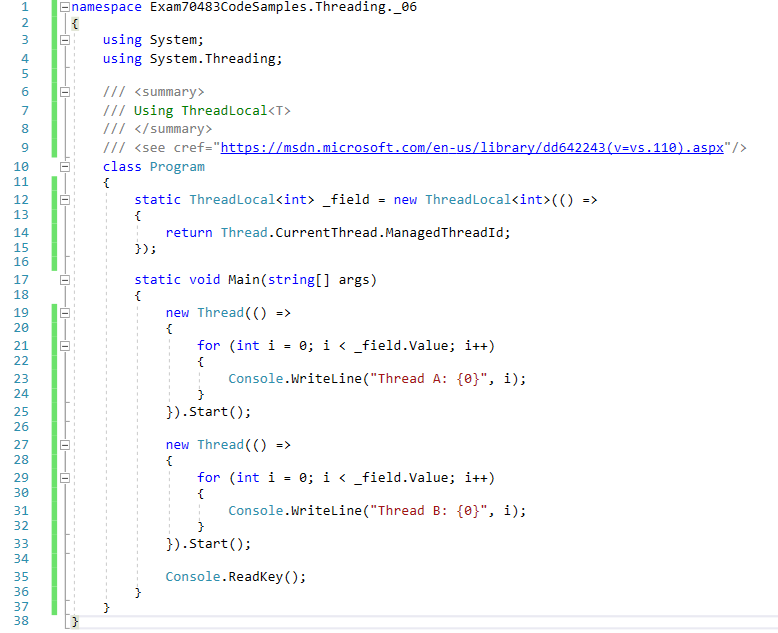 1 namespace Exam70483CodeSamples.Threading._06
2 {
3 using System;
4 using System.Threading;
5
6 /// <summary>
7 /// Using ThreadLocal<T>
8 /// </summary>
9 /// <see cref="https://msdn.microsoft.com/en-us/library/dd642243(v=vs.110).aspx"/>
10 class Program
11 {
12 static ThreadLocal<int> _field = new ThreadLocal<int>(() =>
13 {
14 return Thread.CurrentThread.ManagedThreadId;
15 });
16
17 static void Main(string[] args)
18 {
19 new Thread(() =>
20 {
21 for (int i = 0; i < _field.Value; i++)
22 {
23 Console.WriteLine("Thread A: {0}", i);
24 }
25 }).Start();
26
27 new Thread(() =>
28 {
29 for (int i = 0; i < _field.Value; i++)
30 {
31 Console.WriteLine("Thread B: {0}", i);
32 }
33 }).Start();
34
35 Console.ReadKey();
36 }
37 }
38 }